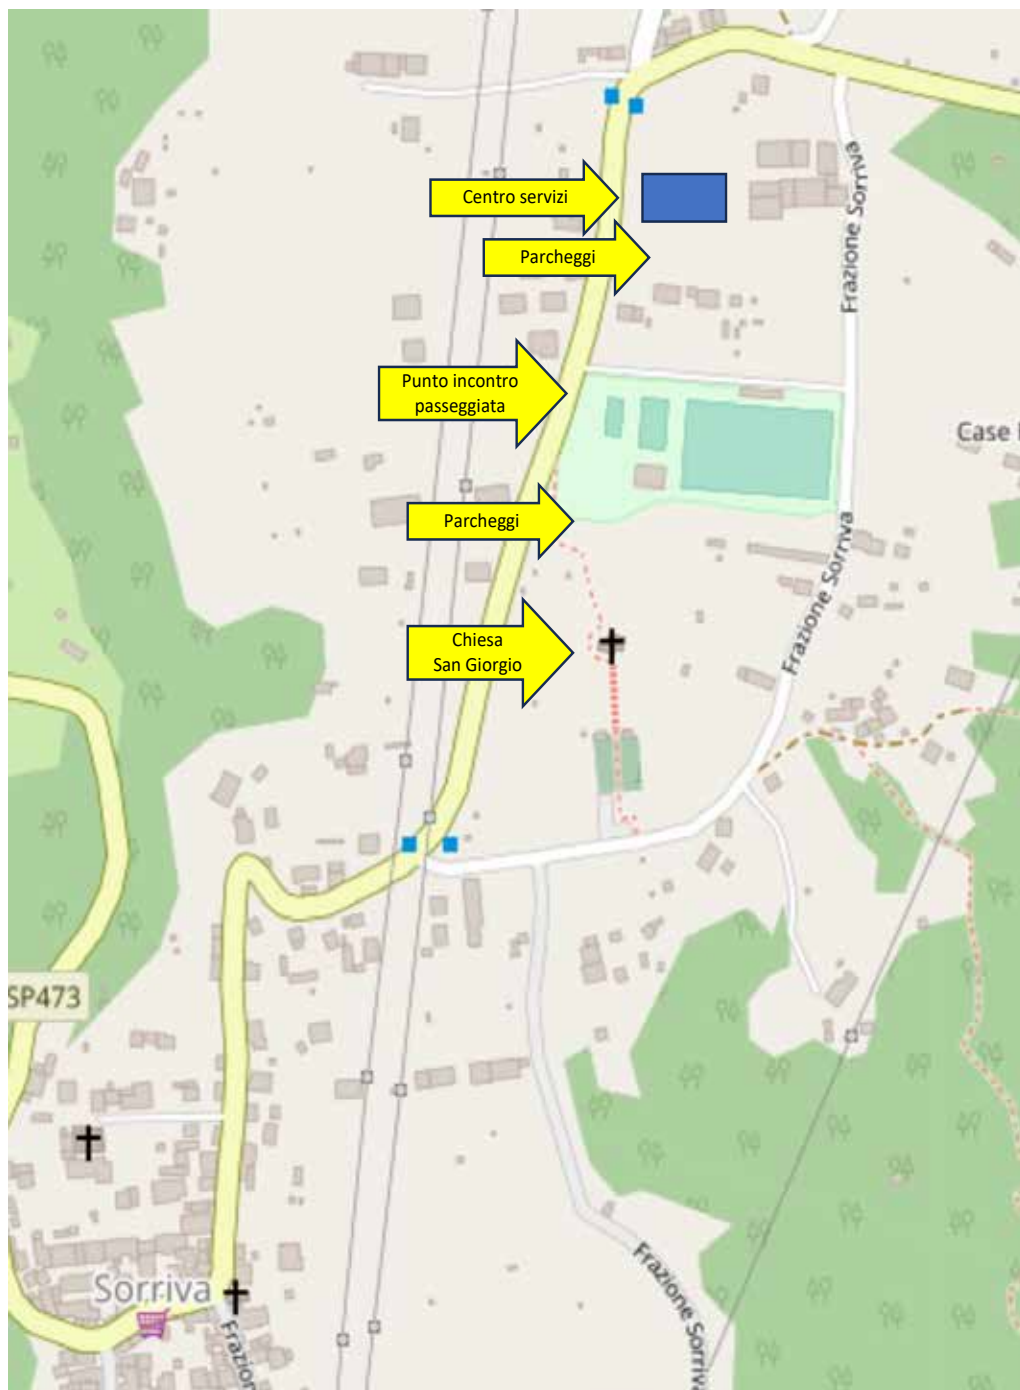 Centro servizi
Frazione Sorriva
Parcheggi
Punto incontro
passeggiata
Case
Parcheggi
Frazione Sorriva
Chiesa
San Giorgio
SP473
Sorriva
Frazione Sorriva
Frazion